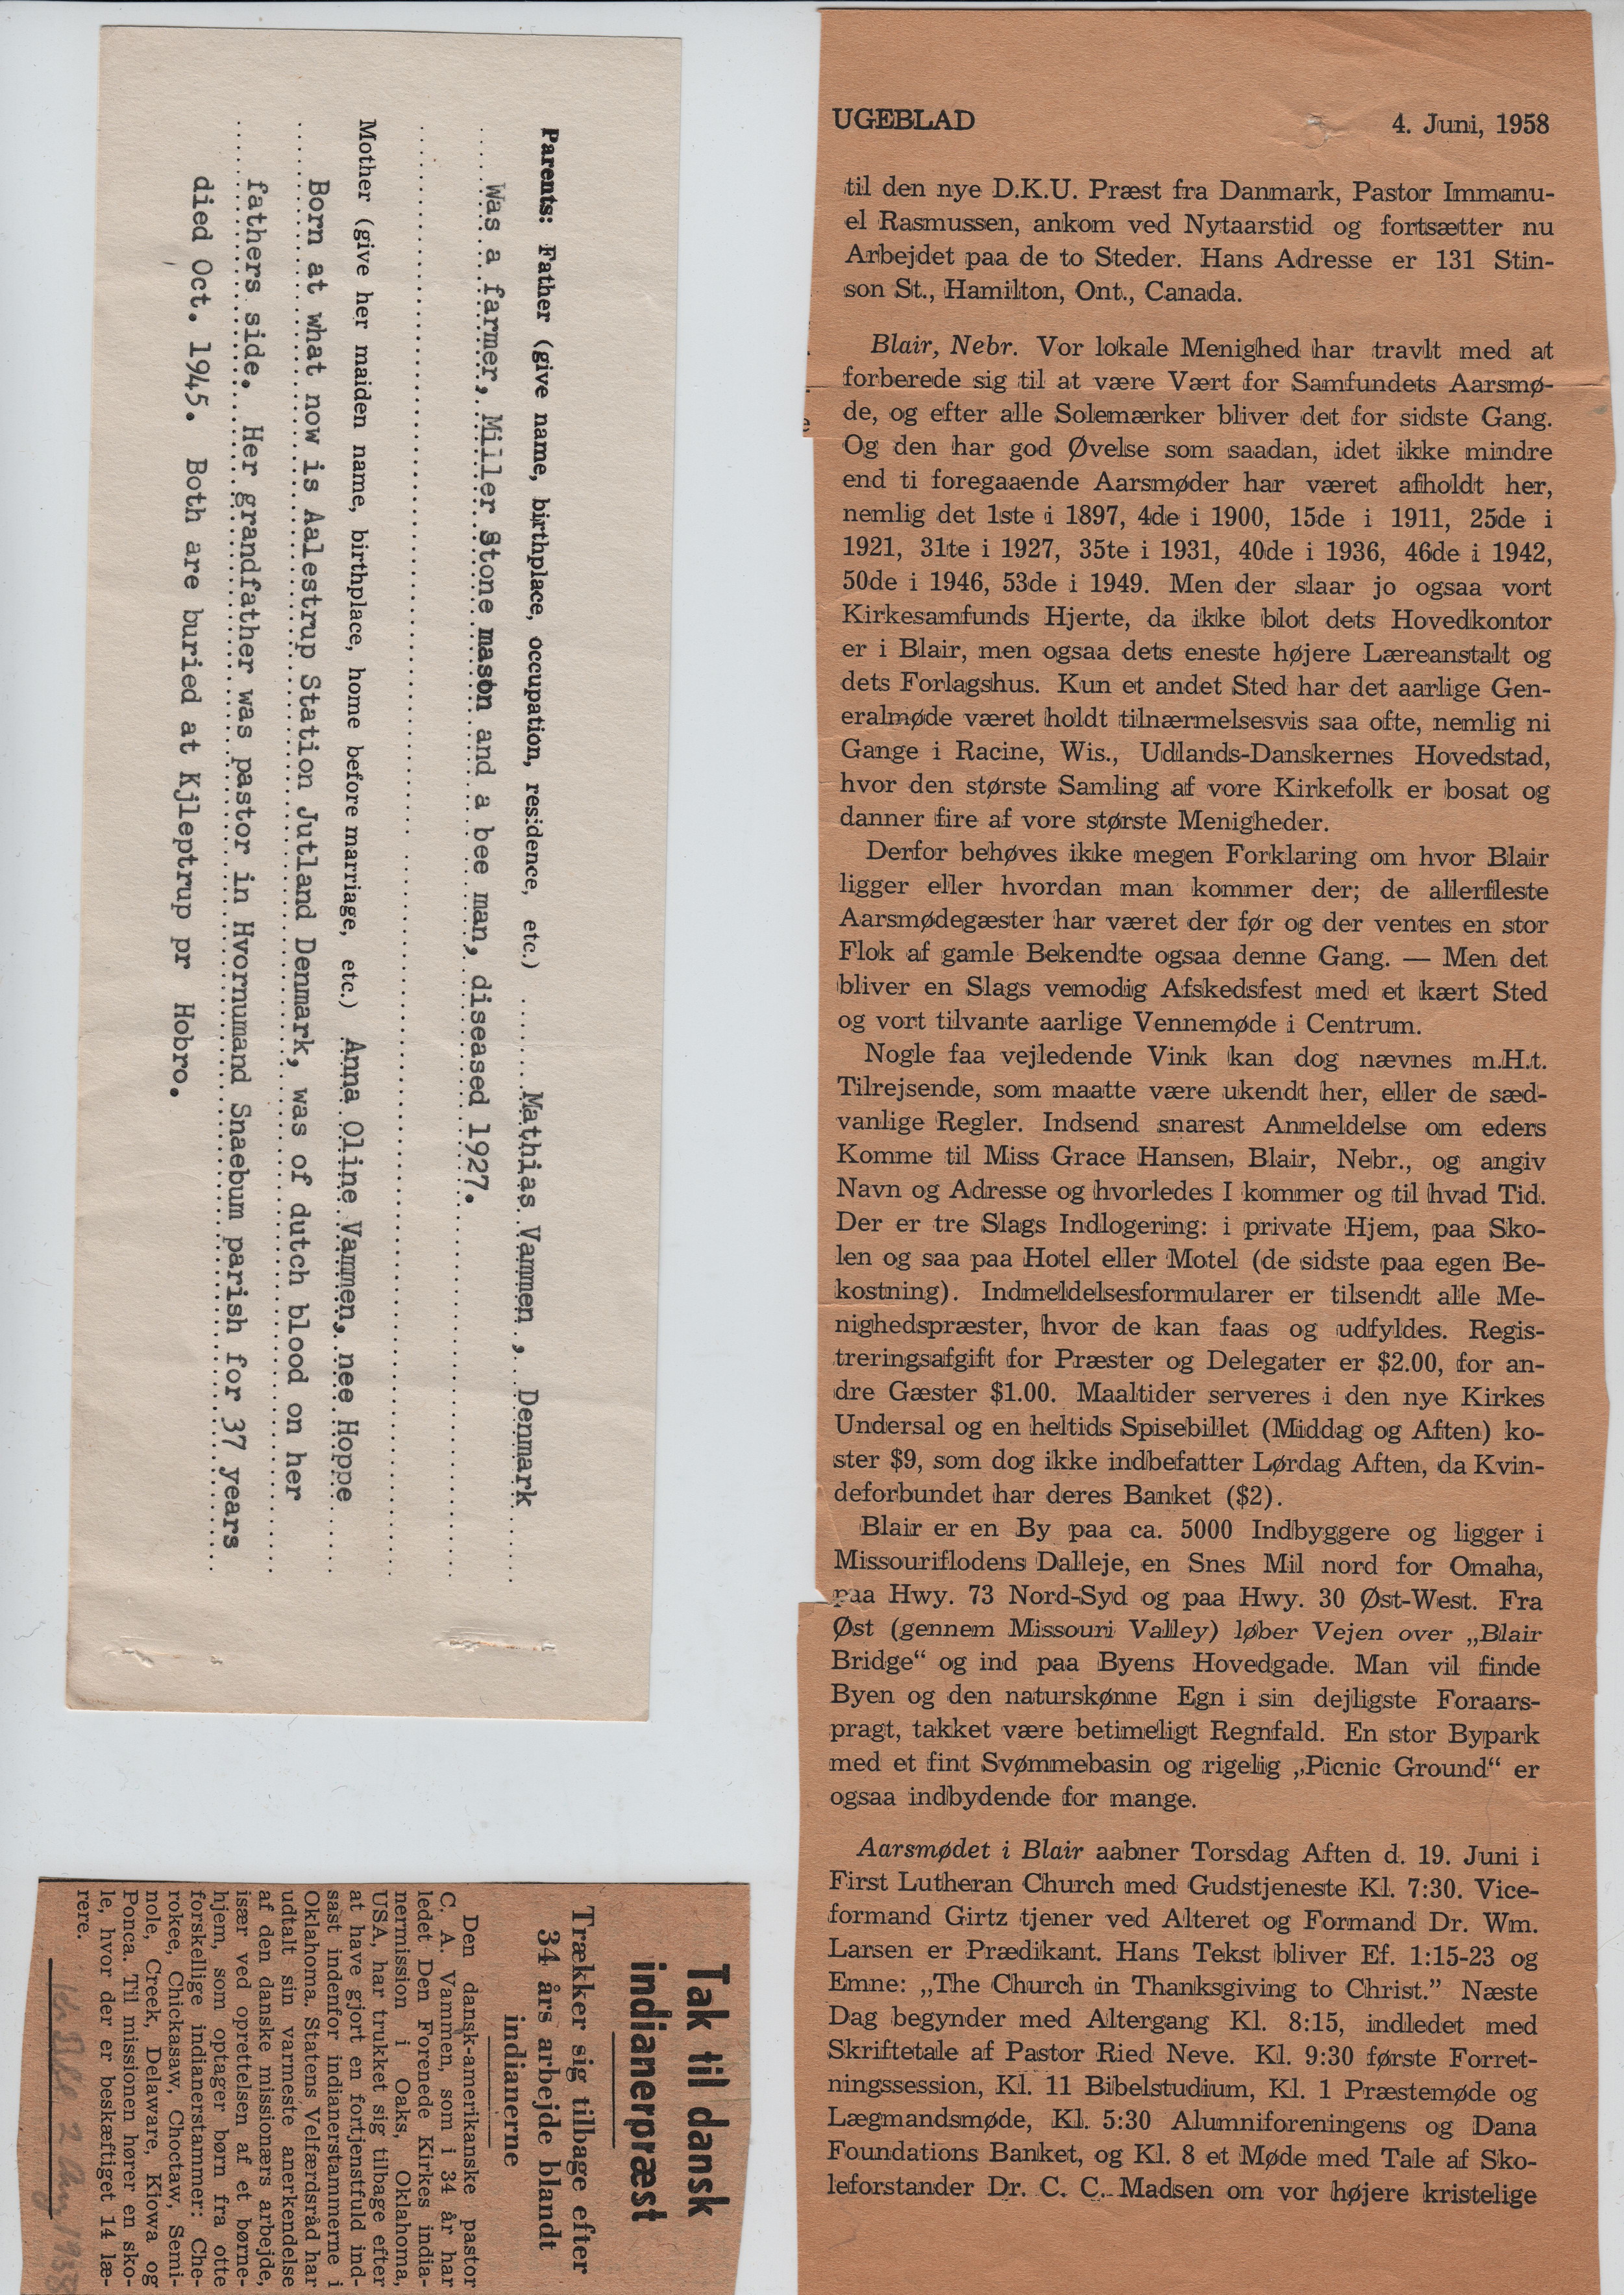 Parents: Father (give name, birthplace, occupation, residence, etc.) Mathias Vammen, Denmark
Was a farmer, Miller Stone mason and a bee man, diseased 1927.
Mother (give her maiden name, birthplace, home before marriage, etc.) Anna Oline Vammen, nee Hoppe
Born at what now is Aalestrup Station Jutland Denmark, was of dutch blood on her
fathers side. Her grandfather was pastor in Hvornumand Snaebum parish for 37 years
died Oct. 1945. Both are buried at Kjleptrup pr Hobro.
UGEBLAD 4. Juni, 1958
til den nye D.K.U. Præst fra Danmark, Pastor Immanu-
el Rasmussen, ankom ved Nytaarstid og fortsætter nu
Arbejdet paa de to Steder. Hans Adresse er 131 Stin-
son St., Hamilton, Ont., Canada.
Blair, Nebr. Vor lokale Menighed har travlt med at
forberede sig til at være Vært for Samfundets Aarsmø-
de, og efter alle Solemærker bliver det for sidste Gang.
Og den har god Øvelse som saadan, idet ikke mindre
end ti foregaaende Aarsmøder har været afholdt her,
nemlig det 1ste i 1897, 4de i 1900, 15de i 1911, 25de i
1921, 31te i 1927, 35te i 1931, 40de i 1936, 46de i 1942,
50de i 1946, 53de i 1949. Men der slaar jo ogsaa vort
Kirkesamfunds Hjerte, da ikke blot dets Hovedkontor
er i Blair, men ogsaa dets eneste højere Læreanstalt og
dets Forlagshus. Kun et andet Sted har det aarlige Gen-
eralmøde været holdt tilnærmelsesvis saa ofte, nemlig ni
Gange i Racine, Wis., Udlands-Danskernes Hovedstad,
hvor den største Samling af vore Kirkefolk er bosat og
danner fire af vore største Menigheder.
Derfor behøves ikke megen Forklaring om hvor Blair
ligger eller hvordan man kommer der; de allerfleste
Aarsmødegæster har været der før og der ventes en stor
Flok af gamle Bekendte ogsaa denne Gang. — Men det
bliver en Slags vemodig Afskedsfest med et kært Sted
og vort tilvante aarlige Vennemøde i Centrum.
Nogle faa vejledende Vink kan dog nævnes m.H.t.
Tilrejsende, som maatte være ukendt her, eller de sæd-
vanlige Regler. Indsend snarest Anmeldelse om eders
Komme til Miss Grace Hansen, Blair, Nebr., og angiv
Navn og Adresse og hvorledes I kommer og til hvad Tid.
Der er tre Slags Indlogering: i private Hjem, paa Sko-
len og saa paa Hotel eller Motel (de sidste paa egen Be-
kostning). Indmeldelsesformularer er tilsendt alle Me-
nighedspræster, hvor de kan faas og udfyldes. Regis-
treringsafgift for Præster og Delegater er $2.00, for an-
dre Gæster $1.00. Maaltider serveres i den nye Kirkes
Undersal og en heltids Spisebillet (Middag og Aften) ko-
ster $9, som dog ikke indbefatter Lørdag Aften, da Kvin-
deforbundet har deres Banket ($2).
Blair er en By paa ca. 5000 Indbyggere og ligger i
Missouriflodens Dalleje, en Snes Mil nord for Omaha,
paa Hwy. 73 Nord-Syd og paa Hwy. 30 Øst-West. Fra
Øst (gennem Missouri Valley) løber Vejen over „Blair
Bridge“ og ind paa Byens Hovedgade. Man vil finde
Byen og den naturskønne Egn i sin dejligste Foraars-
pragt, takket være betimeligt Regnfald. En stor Bypark
med et fint Svømmebasin og rigelig „Picnic Ground“ er
ogsaa indbydende for mange.
Aarsmødet i Blair aabner Torsdag Aften d. 19. Juni i
First Lutheran Church med Gudstjeneste Kl. 7:30. Vice-
formand Girtz tjener ved Alteret og Formand Dr. Wm.
Larsen er Prædikant. Hans Tekst bliver Ef. 1:15-23 og
Emne: „The Church in Thanksgiving to Christ.” Næste
Dag begynder med Altergang Kl. 8:15, indledet med
Skriftetale af Pastor Ried Neve. Kl. 9:30 første Forret-
ningssession, Kl. 11 Bibelstudium, Kl. 1 Præstemøde og
Lægmandsmøde, Kl. 5:30 Alumniforeningens og Dana
Foundations Banket, og Kl. 8 et Møde med Tale af Sko-
leforstander Dr. C. C. Madsen om vor højere kristelige
Tak til dansk
indianerpræst
Trækker sig tilbage efter
34 års arbejde blandt
indianerne
Den dansk-amerikanske pastor
C. A. Vammen, som i 34 år har
ledet Den Forenede Kirkes india-
nermission i Oaks, Oklahoma,
USA, har trukket sig tilbage efter
at have gjort en fortjenstfuld ind-
sast indenfor indianerstammerne i
Oklahoma. Statens Velfærdsråd har
udtalt sin varmeste anerkendelse
af den danske missionærs arbejde,
især ved oprettelsen af et børne-
hjem, som optager børn fra otte
forskellige indianerstammer: Che-
rokee, Chickasaw, Choctaw, Semi-
nole, Creek, Delaware, Kiowa og
Ponca. Til missionen hører en sko-
le, hvor der er beskæftiget 14 læ-
rere.